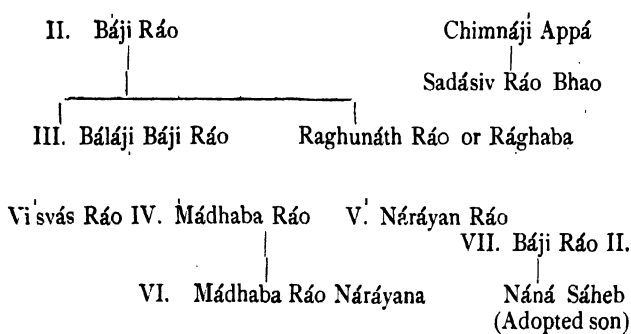 II. Báji Ráo Chimnáji Appá
Sadásiv Ráo Bhao
III. Báláji Báji Ráo Raghunáth Ráo or Rághaba
Visvás Ráo IV. Mádhaba Ráo V. Náráyan Ráo
VII. Báji Ráo II.
VI. Mádhaba Ráo Náráyana Náná Sáheb
(Adopted son)